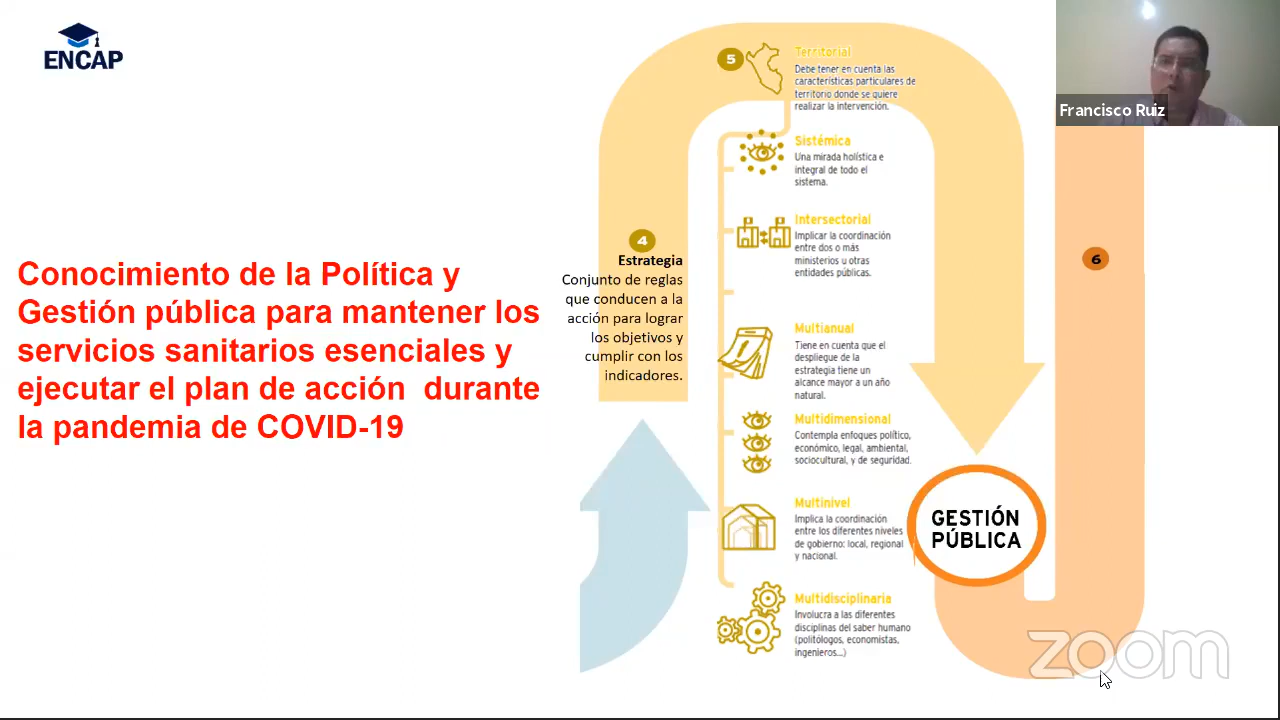 ENCAP
Conocimiento de la Política y
Gestión pública para mantener los
servicios sanitarios esenciales y
ejecutar el plan de acción durante
la pandemia de COVID-19
4
Estrategia
Conjunto de reglas
que conducen a la
acción para lograr
los objetivos y
cumplir con los
indicadores.
5
Territorial
Debe tener en cuenta las
características particulares de
territorio donde se quiere
realizar la intervención.
Sistémica
Una mirada holística e
integral de todo el
sistema.
Intersectorial
Implicar la coordinación
entre dos o más
ministerios u otras
entidades públicas.
Multianual
Tiene en cuenta que el
despliegue de la
estrategia tiene un
alcance mayor a un año
natural.
Multidimensional
Contempla enfoques político,
económico, legal, ambiental,
sociocultural, y de seguridad.
Multinivel
Implica la coordinación
entre los diferentes niveles
de gobierno: local, regional
y nacional.
Multidisciplinaria
Involucra a las diferentes
disciplinas del saber humano
(politólogos, economistas,
ingenieros...)
GESTIÓN
PÚBLICA
6
Francisco Ruiz
zoom